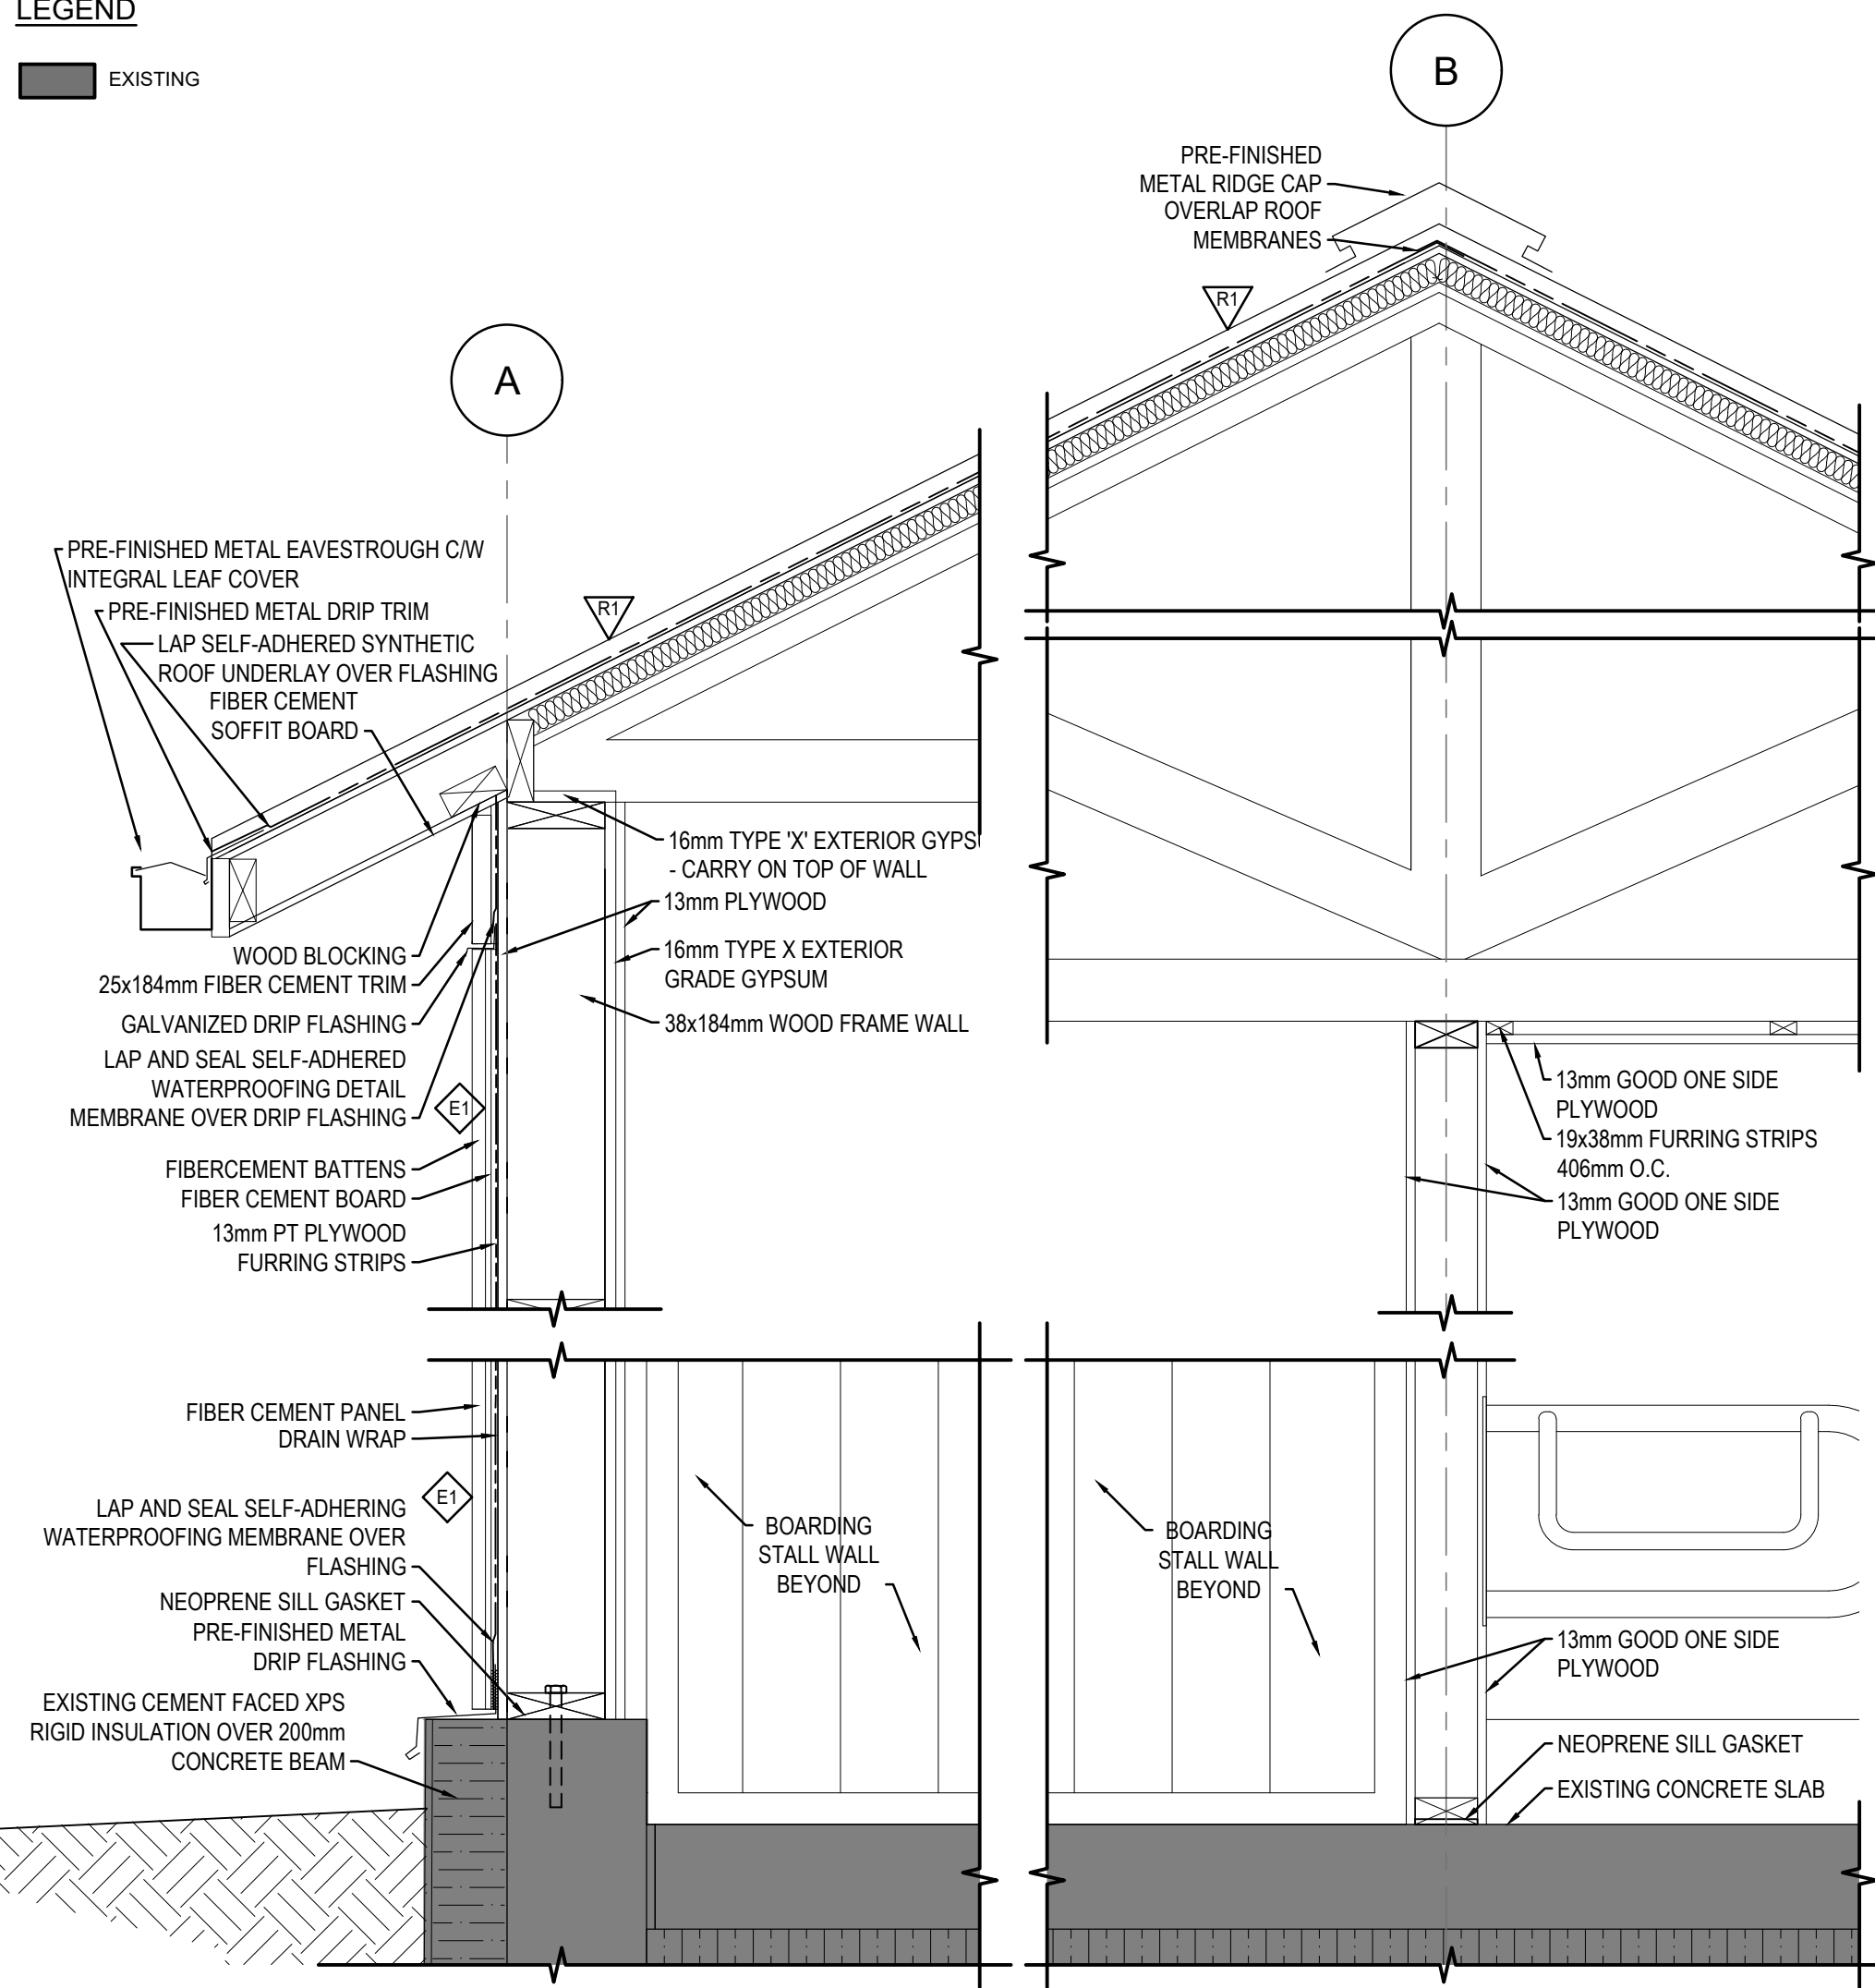 LEGEND
EXISTING
B
PRE-FINISHED
METAL RIDGE CAP
OVERLAP ROOF
MEMBRANES
R1
A
PRE-FINISHED METAL EAVESTROUGH C/W
INTEGRAL LEAF COVER
PRE-FINISHED METAL DRIP TRIM
LAP SELF-ADHERED SYNTHETIC
ROOF UNDERLAY OVER FLASHING
FIBER CEMENT
SOFFIT BOARD
R1
16mm TYPE 'X' EXTERIOR GYPS
- CARRY ON TOP OF WALL
13mm PLYWOOD
16mm TYPE X EXTERIOR
GRADE GYPSUM
38x184mm WOOD FRAME WALL
WOOD BLOCKING
25x184mm FIBER CEMENT TRIM
GALVANIZED DRIP FLASHING
LAP AND SEAL SELF-ADHERED
WATERPROOFING DETAIL
MEMBRANE OVER DRIP FLASHING
E1
FIBERCEMENT BATTENS
FIBER CEMENT BOARD
13mm PT PLYWOOD
FURRING STRIPS
13mm GOOD ONE SIDE
PLYWOOD
19x38mm FURRING STRIPS
406mm O.C.
13mm GOOD ONE SIDE
PLYWOOD
FIBER CEMENT PANEL
DRAIN WRAP
E1
LAP AND SEAL SELF-ADHERING
WATERPROOFING MEMBRANE OVER
FLASHING
NEOPRENE SILL GASKET
PRE-FINISHED METAL
DRIP FLASHING
EXISTING CEMENT FACED XPS
RIGID INSULATION OVER 200mm
CONCRETE BEAM
BOARDING
STALL WALL
BEYOND
BOARDING
STALL WALL
BEYOND
13mm GOOD ONE SIDE
PLYWOOD
NEOPRENE SILL GASKET
EXISTING CONCRETE SLAB